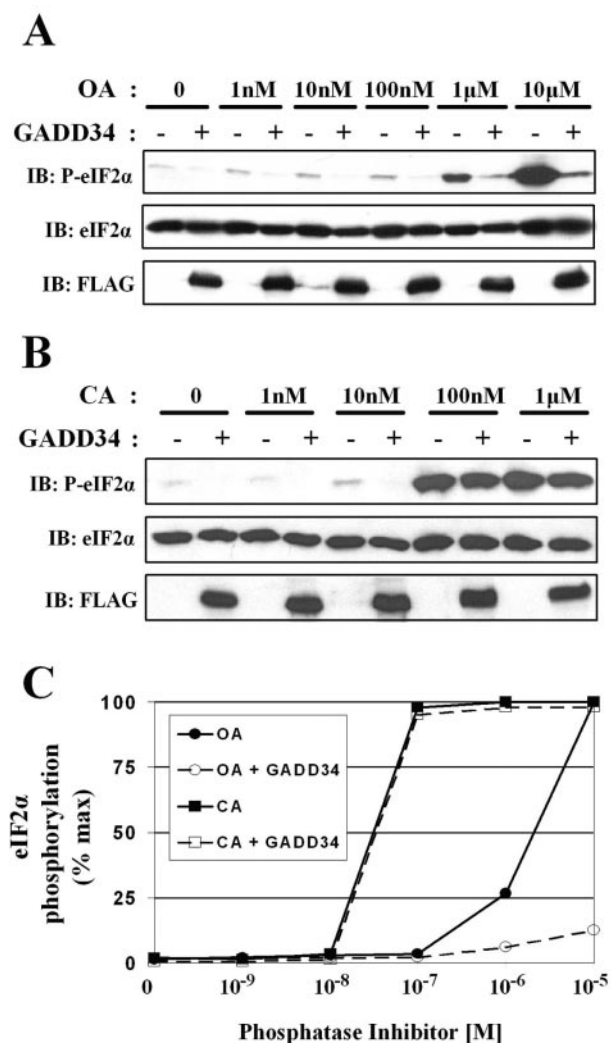 A
OA : 0 1nM 10nM 100nM 1μM 10μM
GADD34 : - + - + - + - + - + - +
IB: P-eIF2α
IB: eIF2α
IB: FLAG
B
CA : 0 1nM 10nM 100nM 1μM
GADD34 : - + - + - + - + - +
IB: P-eIF2α
IB: eIF2α
IB: FLAG
C
eIF2α
phosphorylation
(% max)
100
75
50
25
0
OA
OA + GADD34
CA
CA + GADD34
0 10⁻⁹ 10⁻⁸ 10⁻⁷ 10⁻⁶ 10⁻⁵
Phosphatase Inhibitor [M]